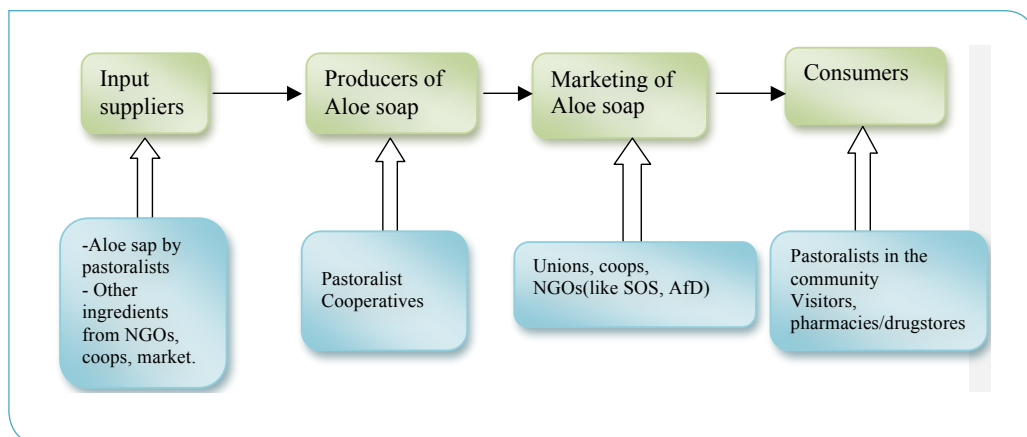 Input
suppliers
Producers of
Aloe soap
Marketing of
Aloe soap
Consumers
-Aloe sap by
pastoralists
- Other
ingredients
from NGOs,
coops, market.
Pastoralist
Cooperatives
Unions, coops,
NGOs(like SOS, AfD)
Pastoralists in the
community
Visitors,
pharmacies/drugstores